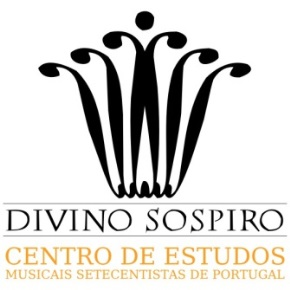 DIVINO SOSPIRO
CENTRO DE ESTUDOS
MUSICAIS SETECENTISTAS DE PORTUGAL